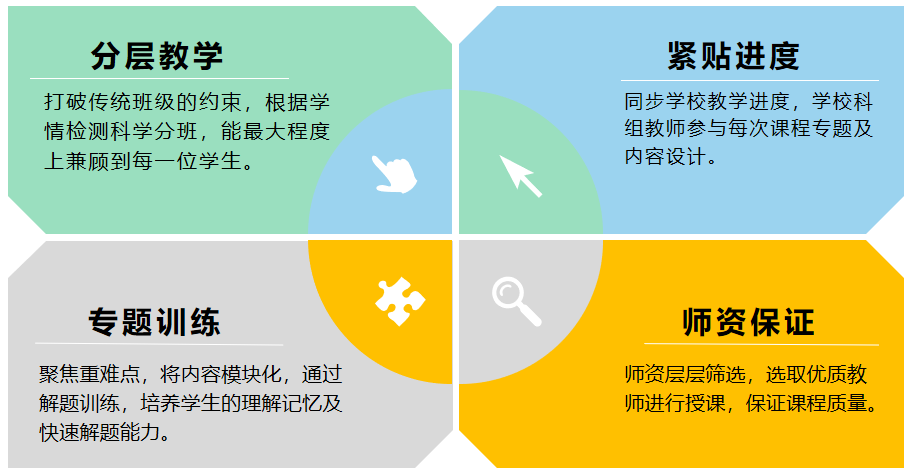 分层教学
打破传统班级的约束，根据学
情检测科学分班，能最大程度
上兼顾到每一位学生。
紧贴进度
同步学校教学进度，学校科
组教师参与每次课程专题及
内容设计。
专题训练
聚焦重难点，将内容模块化，通过
解题训练，培养学生的理解记忆及
快速解题能力。
师资保证
师资层层筛选，选取优质教
师进行授课，保证课程质量。